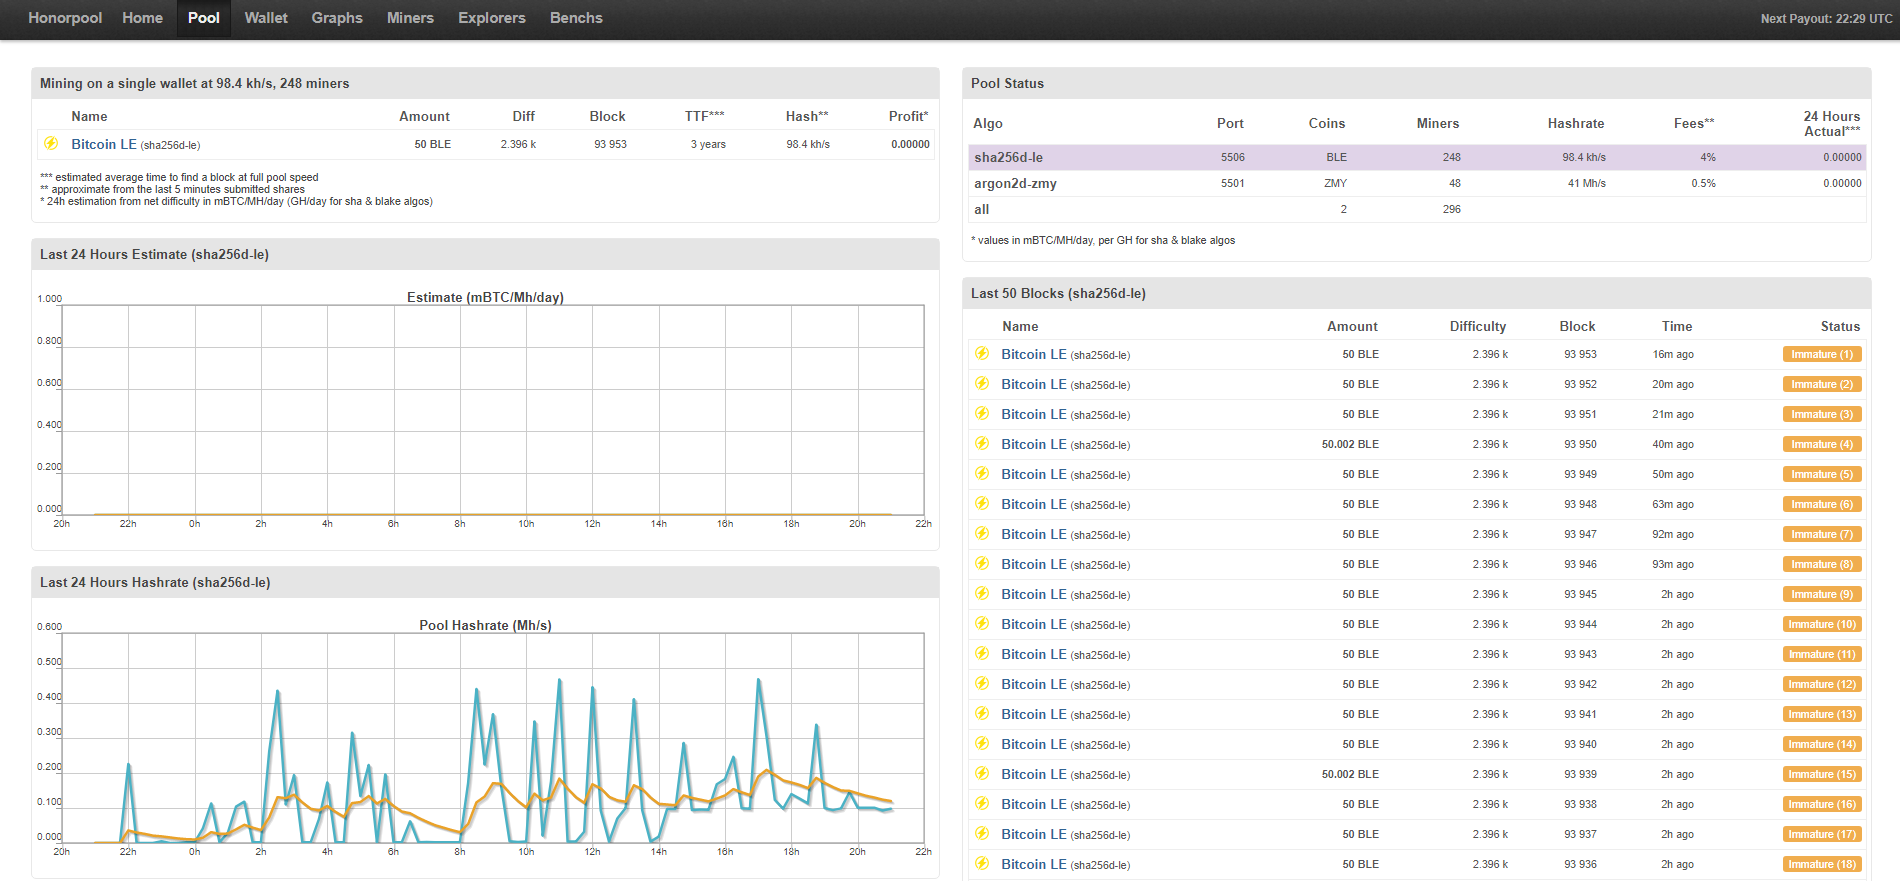 Honorpool Home Pool Wallet Graphs Miners Explorers Benchs Next Payout: 22:29 UTC
Mining on a single wallet at 98.4 kh/s, 248 miners
Name Amount Diff Block TTF*** Hash** Profit*
Bitcoin LE (sha256d-le) 50 BLE 2.396 k 93 953 3 years 98.4 kh/s 0.00000
*** estimated average time to find a block at full pool speed
** approximate from the last 5 minutes submitted shares
* 24h estimation from net difficulty in mBTC/MH/day (GH/day for sha & blake algos)
Last 24 Hours Estimate (sha256d-le)
Estimate (mBTC/Mh/day)
1.000
0.800
0.600
0.400
0.200
0.000
20h 22h 0h 2h 4h 6h 8h 10h 12h 14h 16h 18h 20h 22h
Last 24 Hours Hashrate (sha256d-le)
Pool Hashrate (Mh/s)
0.600
0.500
0.400
0.300
0.200
0.100
0.000
20h 22h 0h 2h 4h 6h 8h 10h 12h 14h 16h 18h 20h 22h
Pool Status
Algo Port Coins Miners Hashrate Fees** 24 Hours
Actual***
sha256d-le 5506 BLE 248 98.4 kh/s 4% 0.00000
argon2d-zmy 5501 ZMY 48 41 Mh/s 0.5% 0.00000
all 2 296
* values in mBTC/MH/day, per GH for sha & blake algos
Last 50 Blocks (sha256d-le)
Name Amount Difficulty Block Time Status
Bitcoin LE (sha256d-le) 50 BLE 2.396 k 93 953 16m ago Immature (1)
Bitcoin LE (sha256d-le) 50 BLE 2.396 k 93 952 20m ago Immature (2)
Bitcoin LE (sha256d-le) 50 BLE 2.396 k 93 951 21m ago Immature (3)
Bitcoin LE (sha256d-le) 50.002 BLE 2.396 k 93 950 40m ago Immature (4)
Bitcoin LE (sha256d-le) 50 BLE 2.396 k 93 949 50m ago Immature (5)
Bitcoin LE (sha256d-le) 50 BLE 2.396 k 93 948 63m ago Immature (6)
Bitcoin LE (sha256d-le) 50 BLE 2.396 k 93 947 92m ago Immature (7)
Bitcoin LE (sha256d-le) 50 BLE 2.396 k 93 946 93m ago Immature (8)
Bitcoin LE (sha256d-le) 50 BLE 2.396 k 93 945 2h ago Immature (9)
Bitcoin LE (sha256d-le) 50 BLE 2.396 k 93 944 2h ago Immature (10)
Bitcoin LE (sha256d-le) 50 BLE 2.396 k 93 943 2h ago Immature (11)
Bitcoin LE (sha256d-le) 50 BLE 2.396 k 93 942 2h ago Immature (12)
Bitcoin LE (sha256d-le) 50 BLE 2.396 k 93 941 2h ago Immature (13)
Bitcoin LE (sha256d-le) 50 BLE 2.396 k 93 940 2h ago Immature (14)
Bitcoin LE (sha256d-le) 50.002 BLE 2.396 k 93 939 2h ago Immature (15)
Bitcoin LE (sha256d-le) 50 BLE 2.396 k 93 938 2h ago Immature (16)
Bitcoin LE (sha256d-le) 50 BLE 2.396 k 93 937 2h ago Immature (17)
Bitcoin LE (sha256d-le) 50 BLE 2.396 k 93 936 2h ago Immature (18)